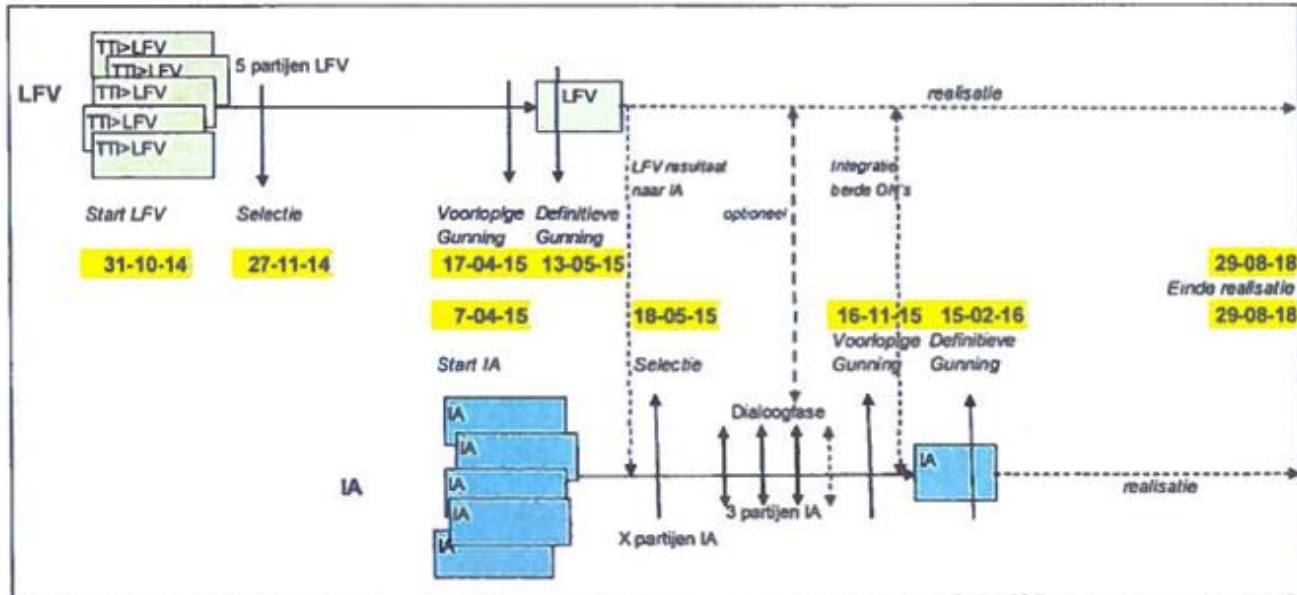 TTI>LFV
TTI>LFV
TTI>LFV
TTI>LFV
TTI>LFV
5 partijen LFV
LFV
LFV
realisatie
LFV resultaat
naar IA
optioneel
Integratie
Start LFV
Selectie
Voorlopige
Gunning
Definitieve
Gunning
31-10-14
27-11-14
17-04-15
13-05-15
29-08-18
Einde realisatie
7-04-15
18-05-15
16-11-15
15-02-16
29-08-18
Start IA
Selectie
Voorlopige
Gunning
Definitieve
Gunning
IA
IA
IA
IA
IA
IA
Dialoogfase
3 partijen IA
X partijen IA
IA
realisatie